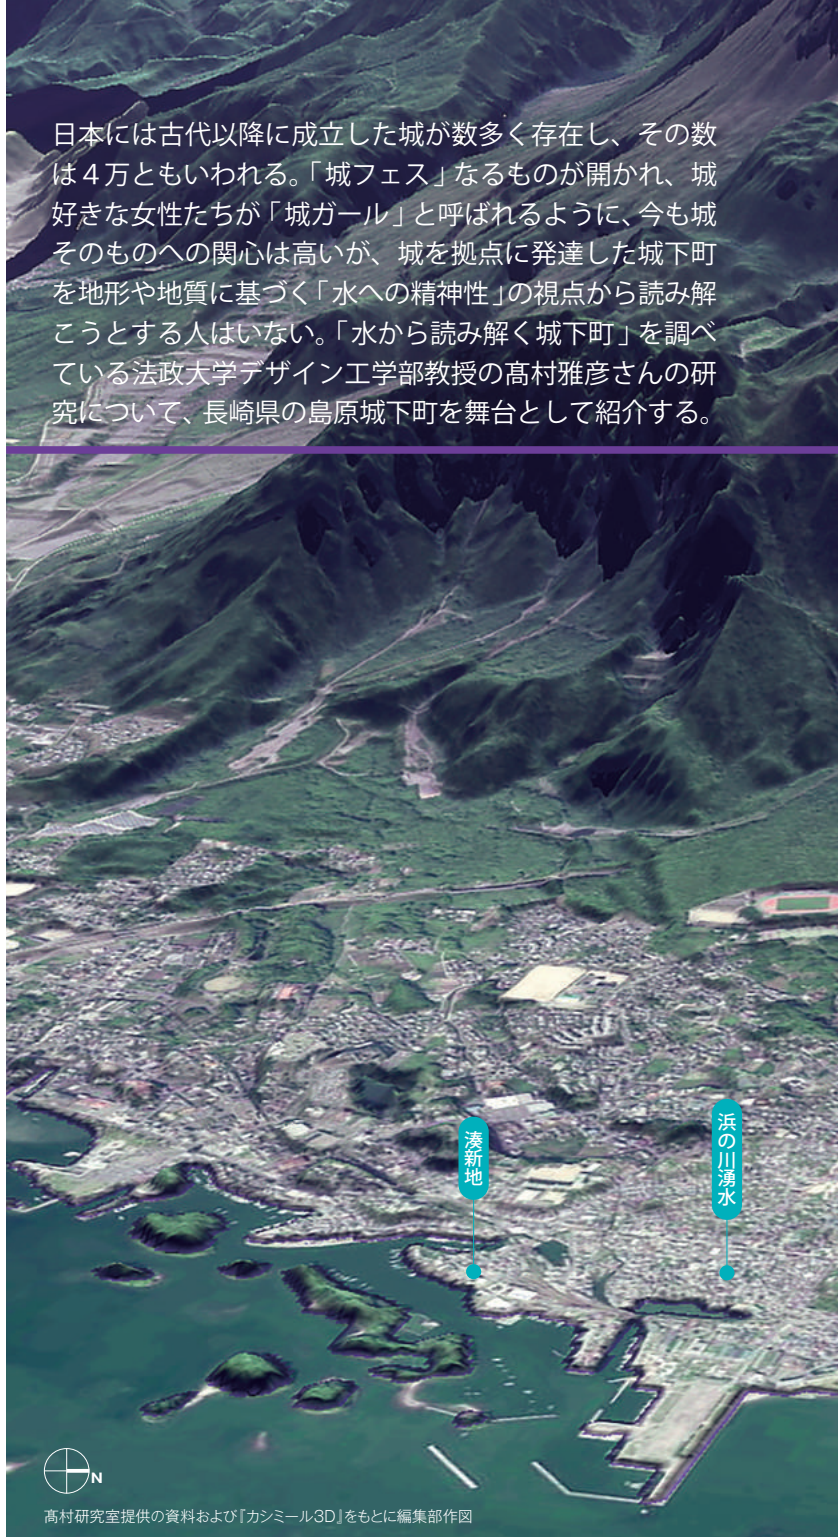 日本には古代以降に成立した城が数多く存在し、その数
は４万ともいわれる。「城フェス」なるものが開かれ、城
好きな女性たちが「城ガール」と呼ばれるように、今も城
そのものへの関心は高いが、城を拠点に発達した城下町
を地形や地質に基づく「水への精神性」の視点から読み解
こうとする人はいない。「水から読み解く城下町」を調べ
ている法政大学デザイン工学部教授の髙村雅彦さんの研
究について、長崎県の島原城下町を舞台として紹介する。
湊新地
浜の川湧水
N
髙村研究室提供の資料および『カシミール3D』をもとに編集部作図